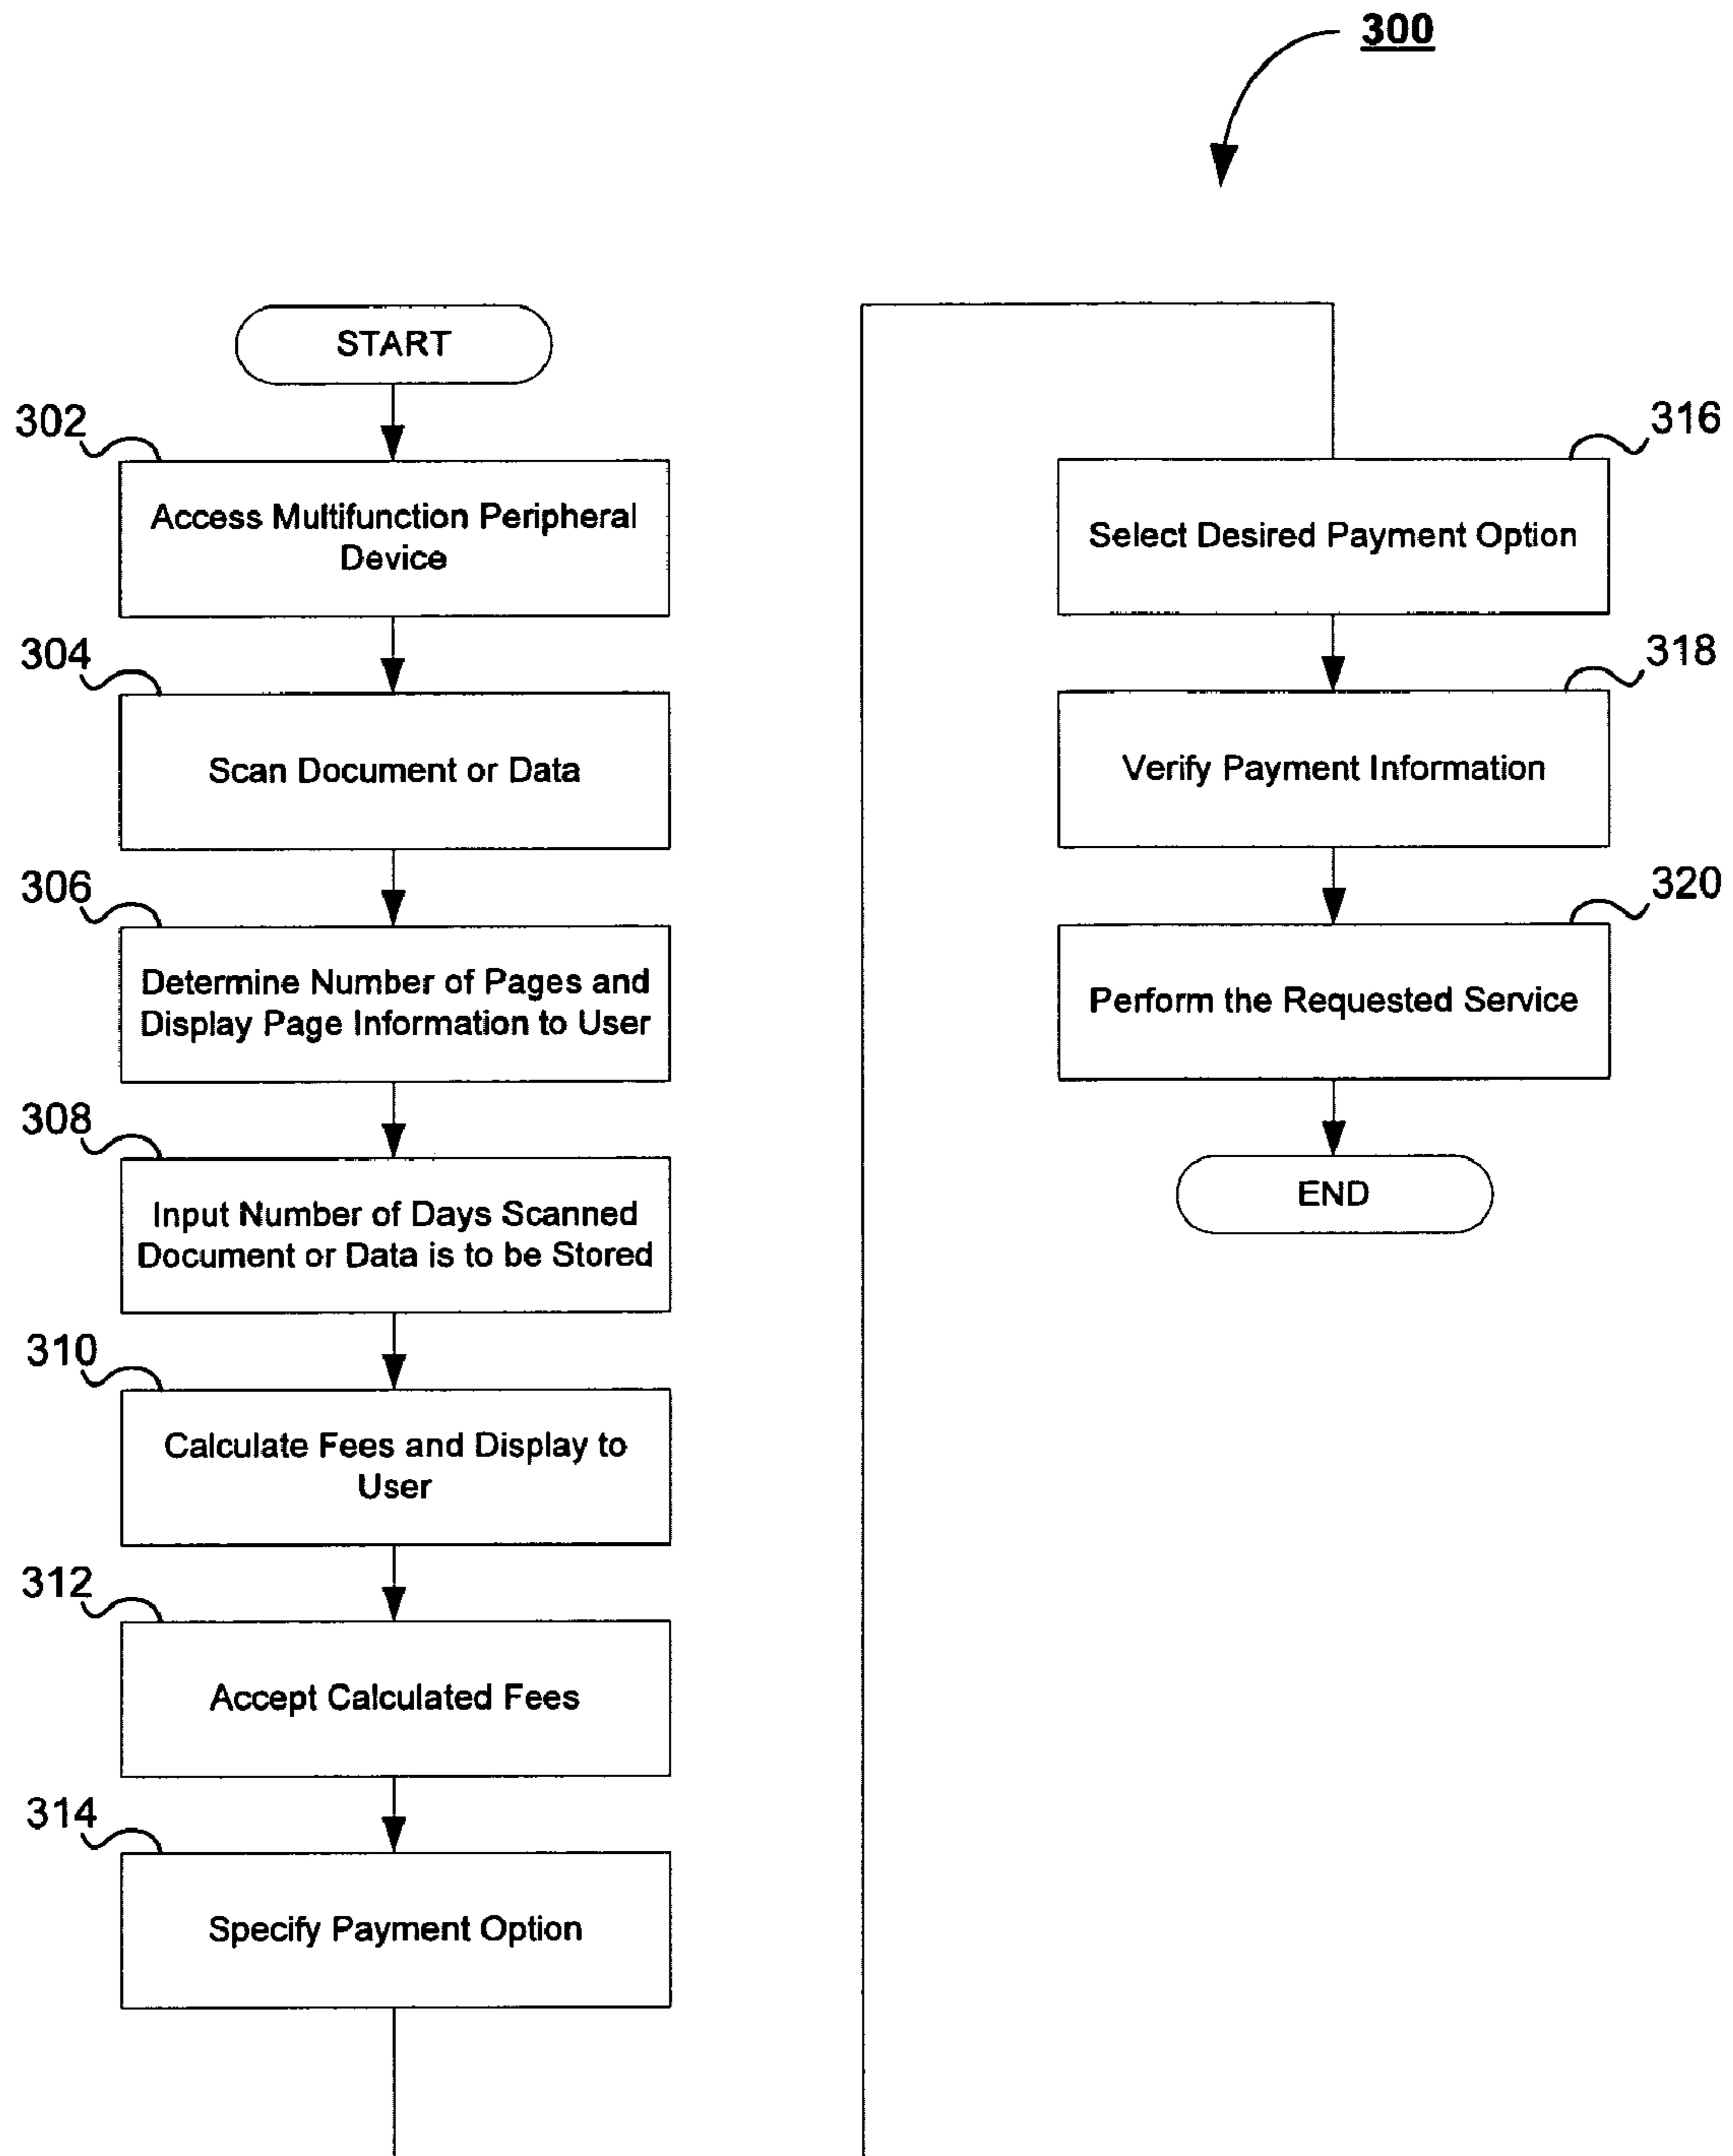 300
START
302
Access Multifunction Peripheral
Device
304
Scan Document or Data
306
Determine Number of Pages and
Display Page Information to User
308
Input Number of Days Scanned
Document or Data is to be Stored
310
Calculate Fees and Display to
User
312
Accept Calculated Fees
314
Specify Payment Option
316
Select Desired Payment Option
318
Verify Payment Information
320
Perform the Requested Service
END